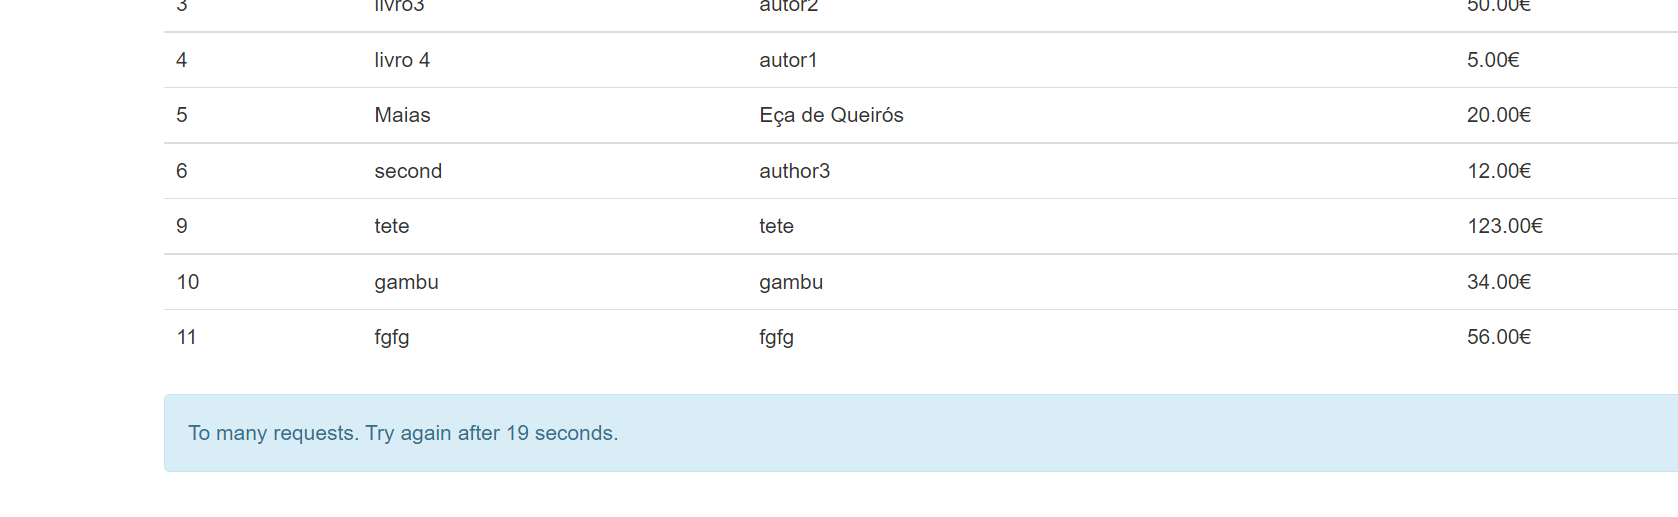 3 livro3 autor2 50.00€
4 livro 4 autor1 5.00€
5 Maias Eça de Queirós 20.00€
6 second author3 12.00€
9 tete tete 123.00€
10 gambu gambu 34.00€
11 fgfg fgfg 56.00€
To many requests. Try again after 19 seconds.